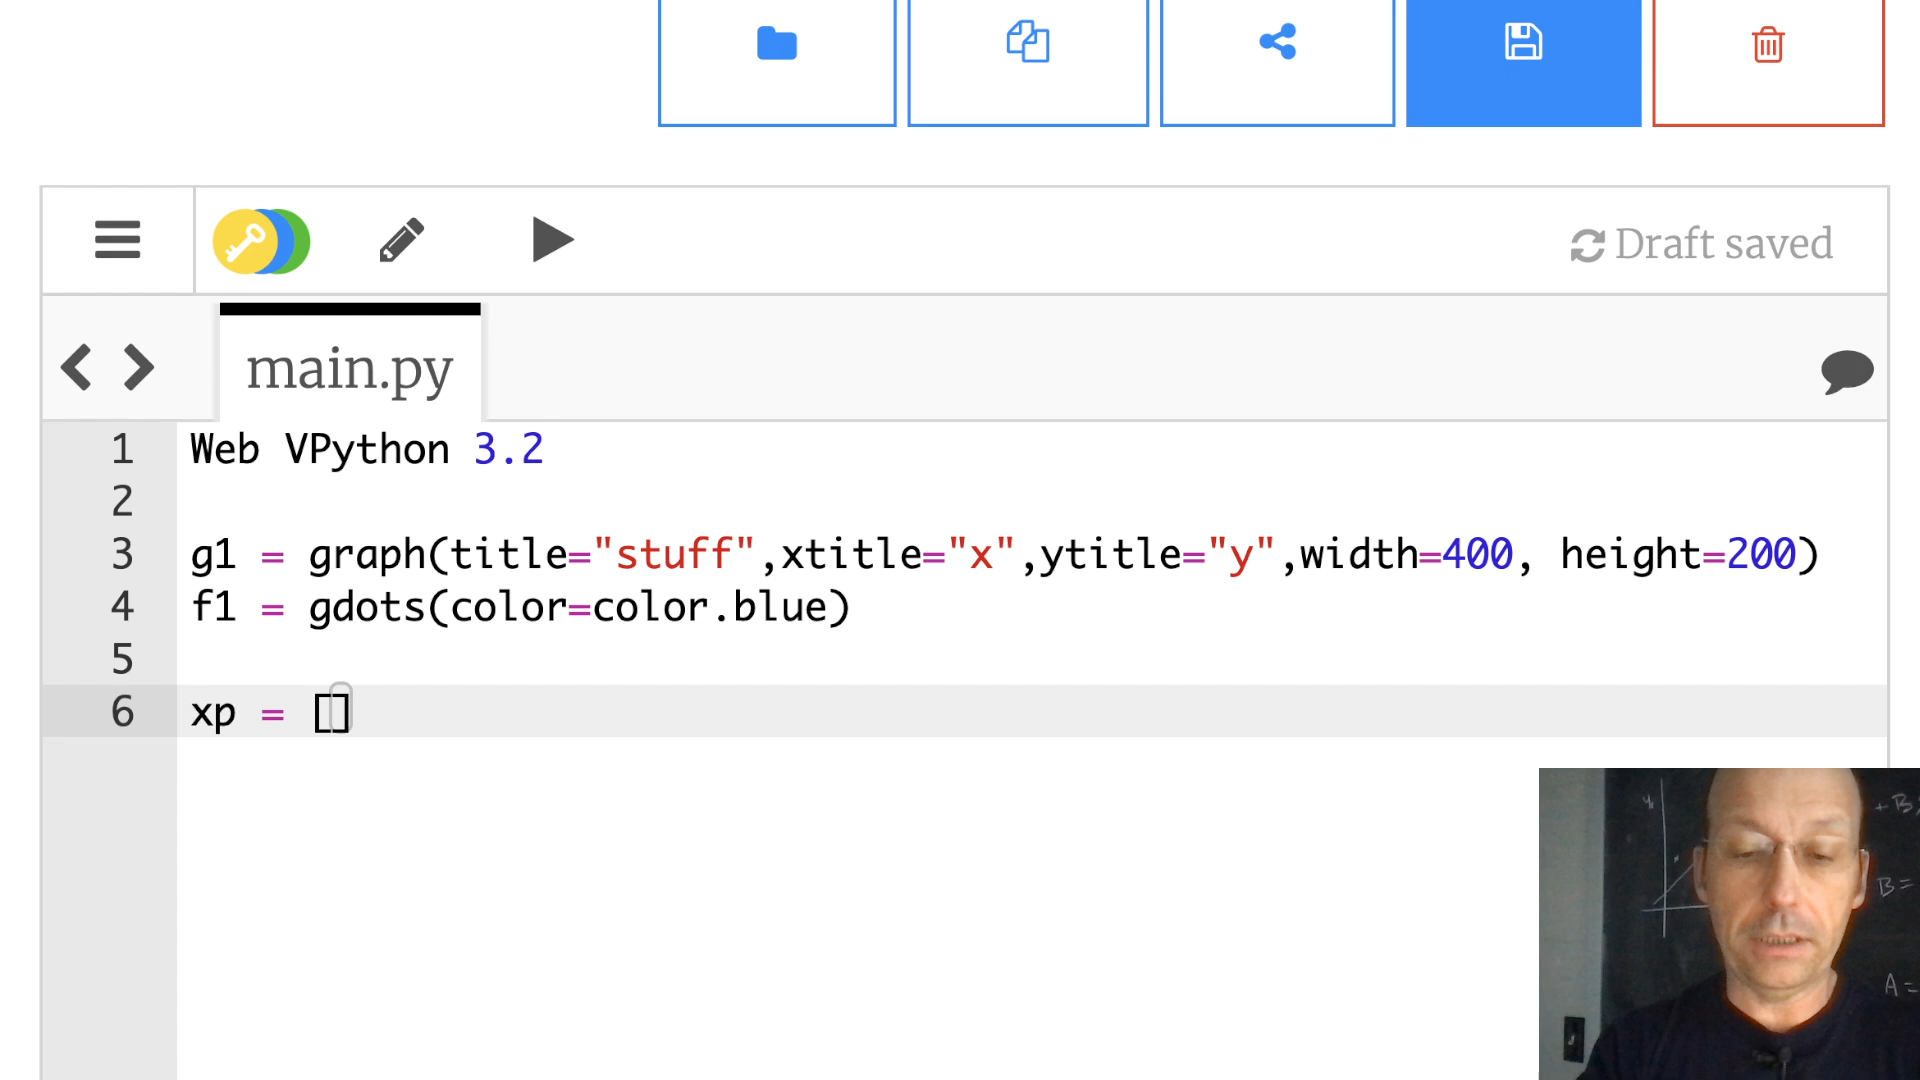 Draft saved
main.py
1 Web VPython 3.2
2
3 g1 = graph(title="stuff",xtitle="x",ytitle="y",width=400, height=200)
4 f1 = gdots(color=color.blue)
5
6 xp = []
y
+ B
B =
A =